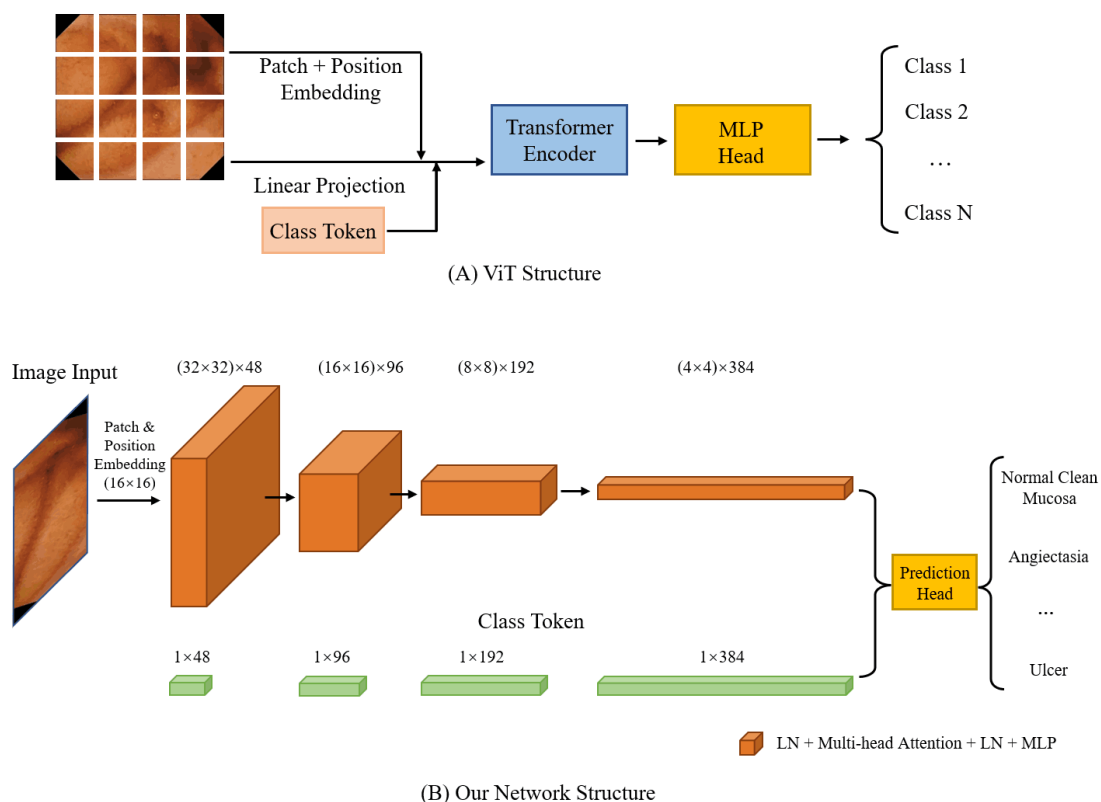 Patch + Position
Embedding
Linear Projection
Class Token
Transformer
Encoder
MLP
Head
Class 1
Class 2
…
Class N
(A) ViT Structure
Image Input
Patch &
Position
Embedding
(16×16)
(32×32)×48
(16×16)×96
(8×8)×192
(4×4)×384
Class Token
1×48
1×96
1×192
1×384
Prediction
Head
Normal Clean
Mucosa
Angiectasia
...
Ulcer
LN + Multi-head Attention + LN + MLP
(B) Our Network Structure